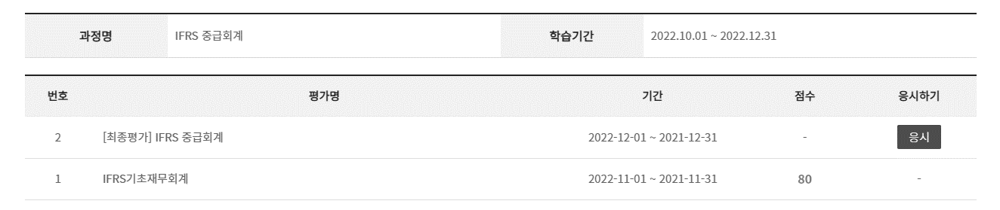 과정명 IFRS 중급회계 학습기간 2022.10.01 ~ 2022.12.31
번호 평가명 기간 점수 응시하기
2 [최종평가] IFRS 중급회계 2022-12-01 ~ 2021-12-31 - 응시
1 IFRS기초재무회계 2022-11-01 ~ 2021-11-31 80 -